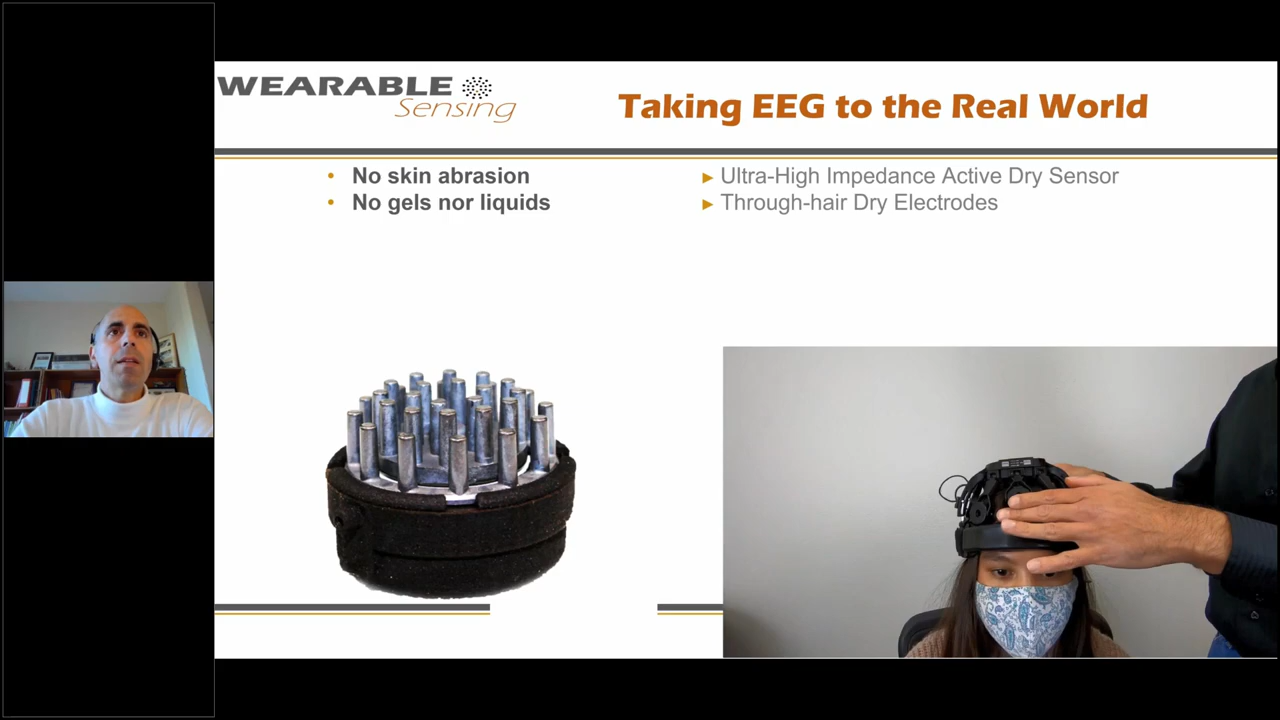 WEARABLE
Sensing
Taking EEG to the Real World
• No skin abrasion
• No gels nor liquids
► Ultra-High Impedance Active Dry Sensor
► Through-hair Dry Electrodes